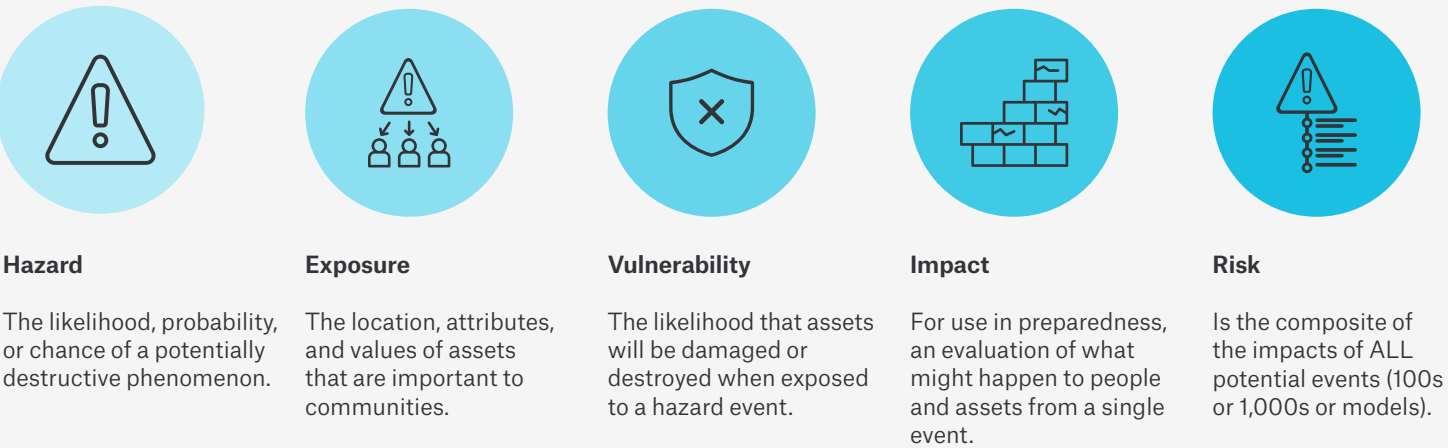 Hazard
The likelihood, probability,
or chance of a potentially
destructive phenomenon.
Exposure
The location, attributes,
and values of assets
that are important to
communities.
Vulnerability
The likelihood that assets
will be damaged or
destroyed when exposed
to a hazard event.
Impact
For use in preparedness,
an evaluation of what
might happen to people
and assets from a single
event.
Risk
Is the composite of
the impacts of ALL
potential events (100s
or 1,000s or models).